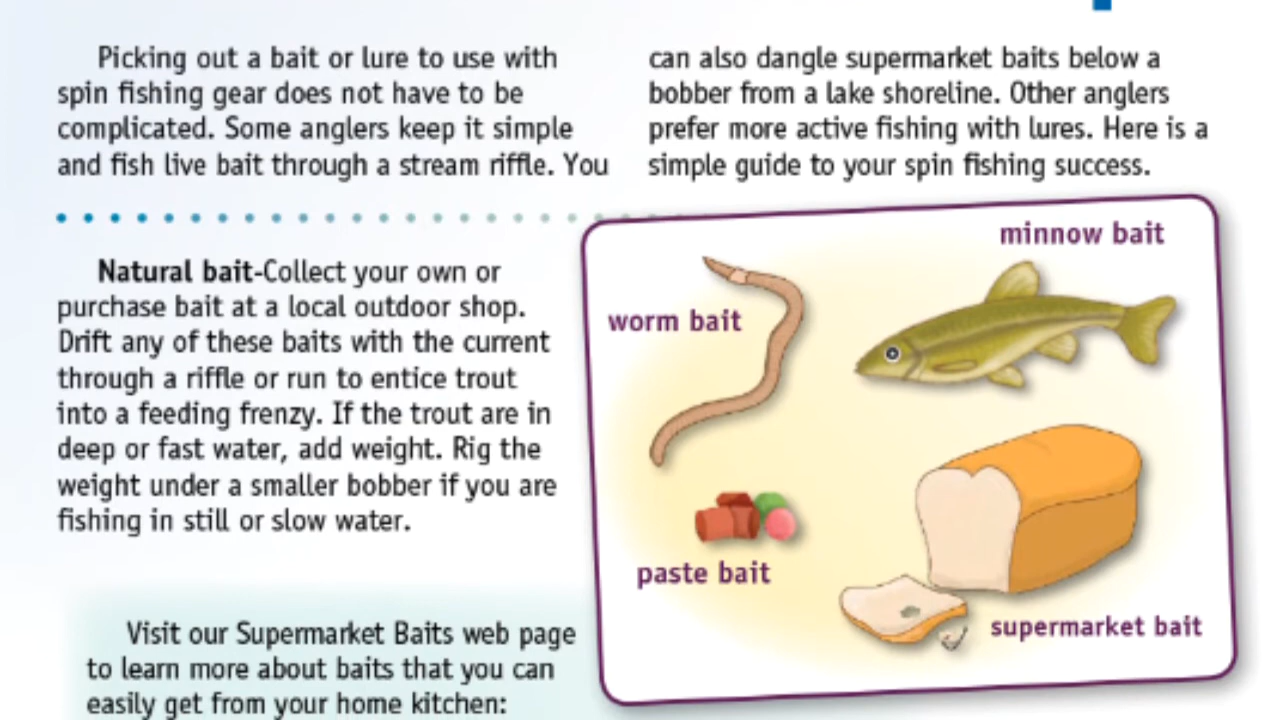 Picking out a bait or lure to use with
spin fishing gear does not have to be
complicated. Some anglers keep it simple
and fish live bait through a stream riffle. You
can also dangle supermarket baits below a
bobber from a lake shoreline. Other anglers
prefer more active fishing with lures. Here is a
simple guide to your spin fishing success.
Natural bait-Collect your own or
purchase bait at a local outdoor shop.
Drift any of these baits with the current
through a riffle or run to entice trout
into a feeding frenzy. If the trout are in
deep or fast water, add weight. Rig the
weight under a smaller bobber if you are
fishing in still or slow water.
minnow bait
worm bait
paste bait
supermarket bait
Visit our Supermarket Baits web page
to learn more about baits that you can
easily get from your home kitchen: